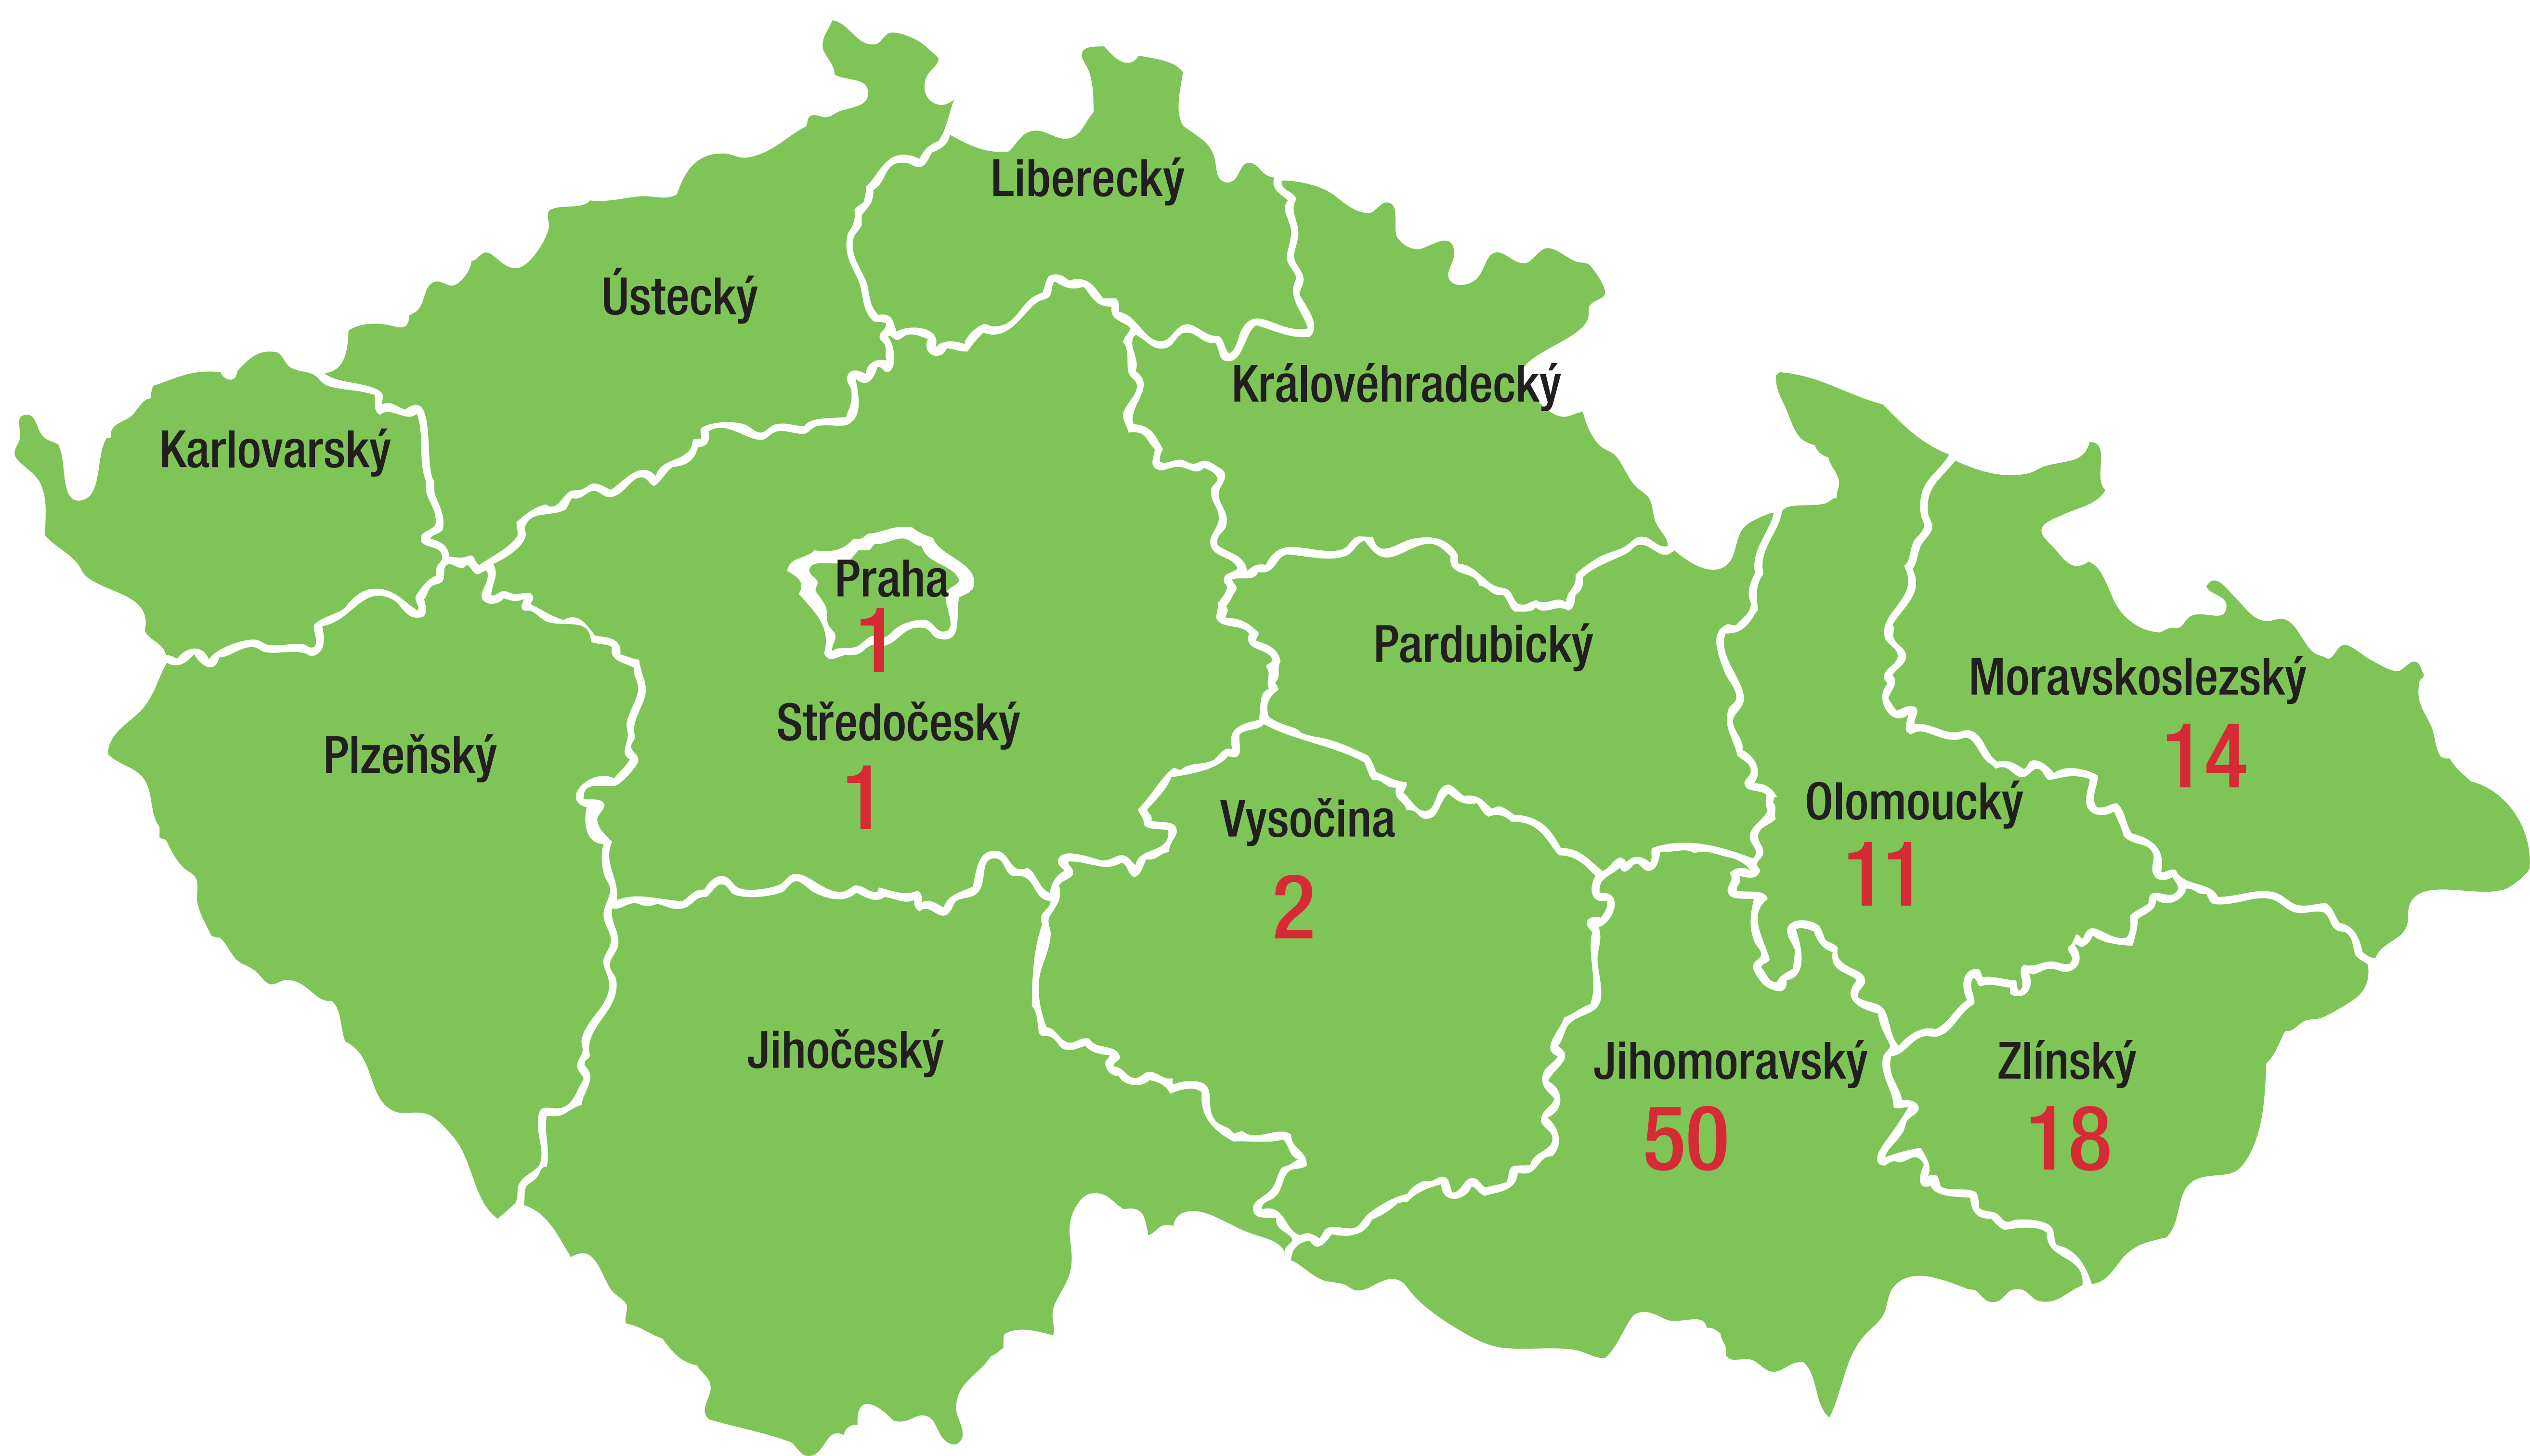 Liberecký
Ústecký
Královéhradecký
Karlovarský
Praha
1
Pardubický
Moravskoslezský
14
Středočeský
1
Plzeňský
Olomoucký
11
Vysočina
2
Jihočeský
Jihomoravský
50
Zlínský
18